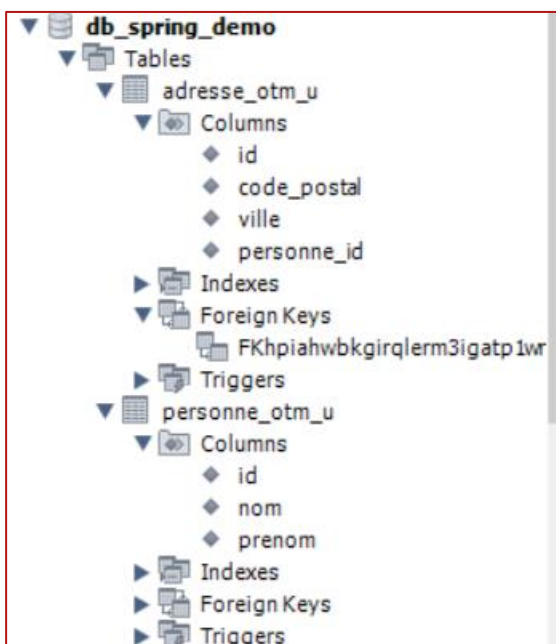 db_spring_demo
Tables
adresse_otm_u
Columns
id
code_postal
ville
personne_id
Indexes
Foreign Keys
FKhpiahwbkgirqlerm3igatp1wr
Triggers
personne_otm_u
Columns
id
nom
prenom
Indexes
Foreign Keys
Triggers